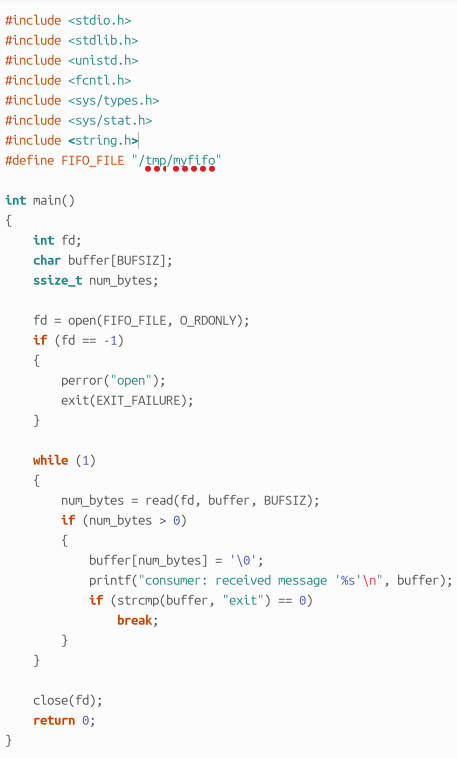 #include <stdio.h>
#include <stdlib.h>
#include <unistd.h>
#include <fcntl.h>
#include <sys/types.h>
#include <sys/stat.h>
#include <string.h>
#define FIFO_FILE "/tmp/myfifo"

int main()
{
    int fd;
    char buffer[BUFSIZ];
    ssize_t num_bytes;

    fd = open(FIFO_FILE, O_RDONLY);
    if (fd == -1)
    {
        perror("open");
        exit(EXIT_FAILURE);
    }

    while (1)
    {
        num_bytes = read(fd, buffer, BUFSIZ);
        if (num_bytes > 0)
        {
            buffer[num_bytes] = '\0';
            printf("consumer: received message '%s'\n", buffer);
            if (strcmp(buffer, "exit") == 0)
                break;
        }
    }

    close(fd);
    return 0;
}